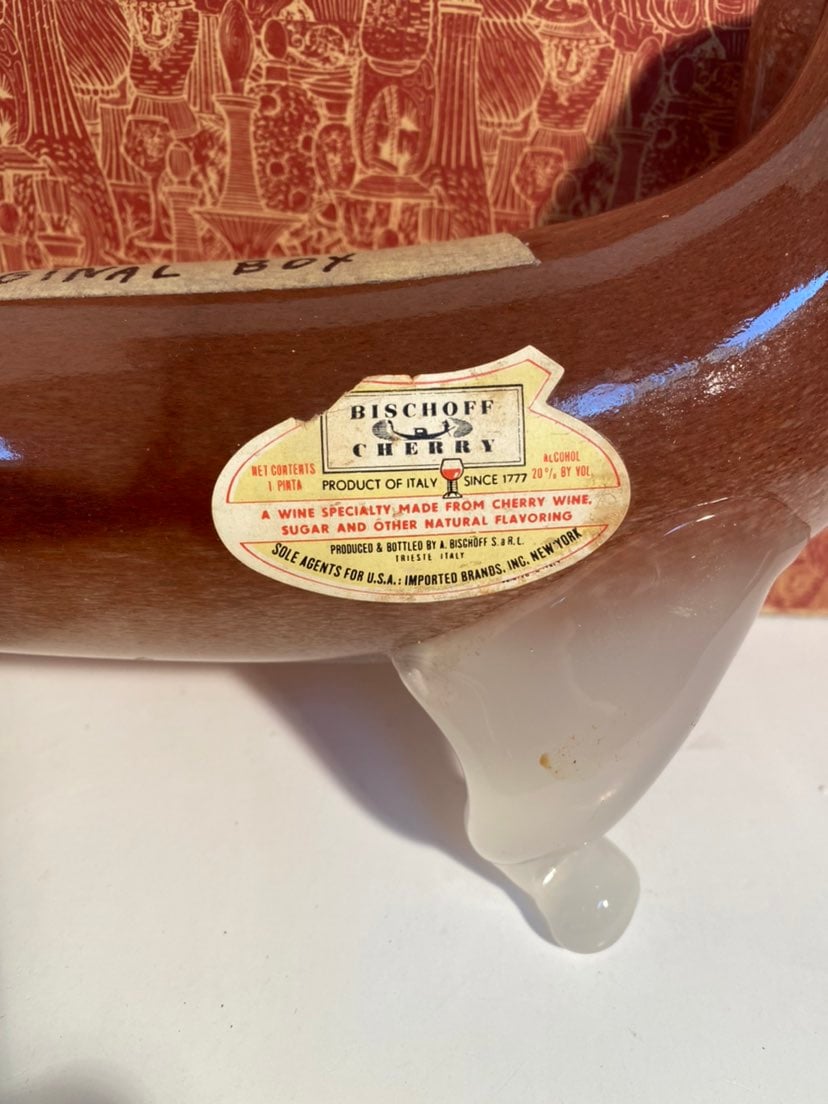 GINAL BOX
BISCHOFF
CHERRY
NET CONTENTS
1 PINTA
PRODUCT OF ITALY SINCE 1777
ALCOHOL
20% BY VOL.
A WINE SPECIALTY MADE FROM CHERRY WINE,
SUGAR AND OTHER NATURAL FLAVORING
PRODUCED & BOTTLED BY A. BISCHOFF S.a R.L.
TRIESTE ITALY
SOLE AGENTS FOR U.S.A.: IMPORTED BRANDS, INC. NEW YORK